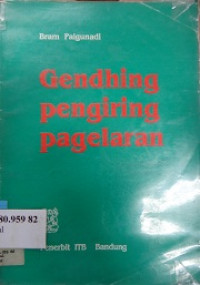 Bram Palgunadi
Gendhing
pengiring
pagelaran
80.959 82
Penerbit ITB Bandung